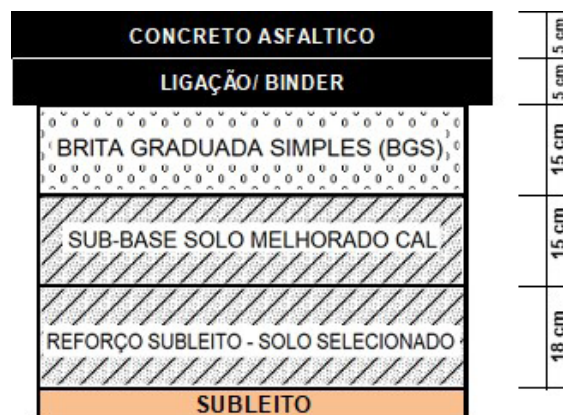 CONCRETO ASFALTICO
5 cm
LIGAÇÃO/ BINDER
5 cm
BRITA GRADUADA SIMPLES (BGS)
15 cm
SUB-BASE SOLO MELHORADO CAL
15 cm
REFORÇO SUBLEITO - SOLO SELECIONADO
18 cm
SUBLEITO